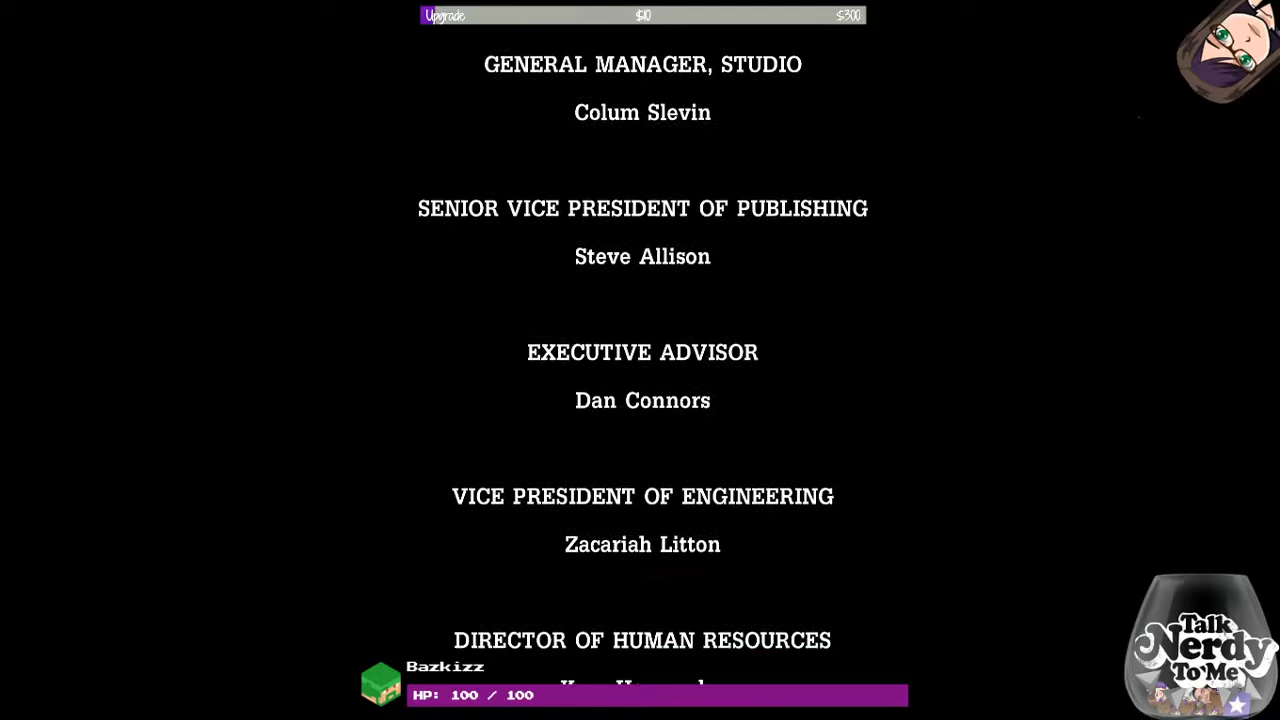 Upgrade $10 $300
GENERAL MANAGER, STUDIO
Colum Slevin
SENIOR VICE PRESIDENT OF PUBLISHING
Steve Allison
EXECUTIVE ADVISOR
Dan Connors
VICE PRESIDENT OF ENGINEERING
Zacariah Litton
DIRECTOR OF HUMAN RESOURCES
Bazkizz
HP: 100 / 100
Talk
Nerdy
To Me